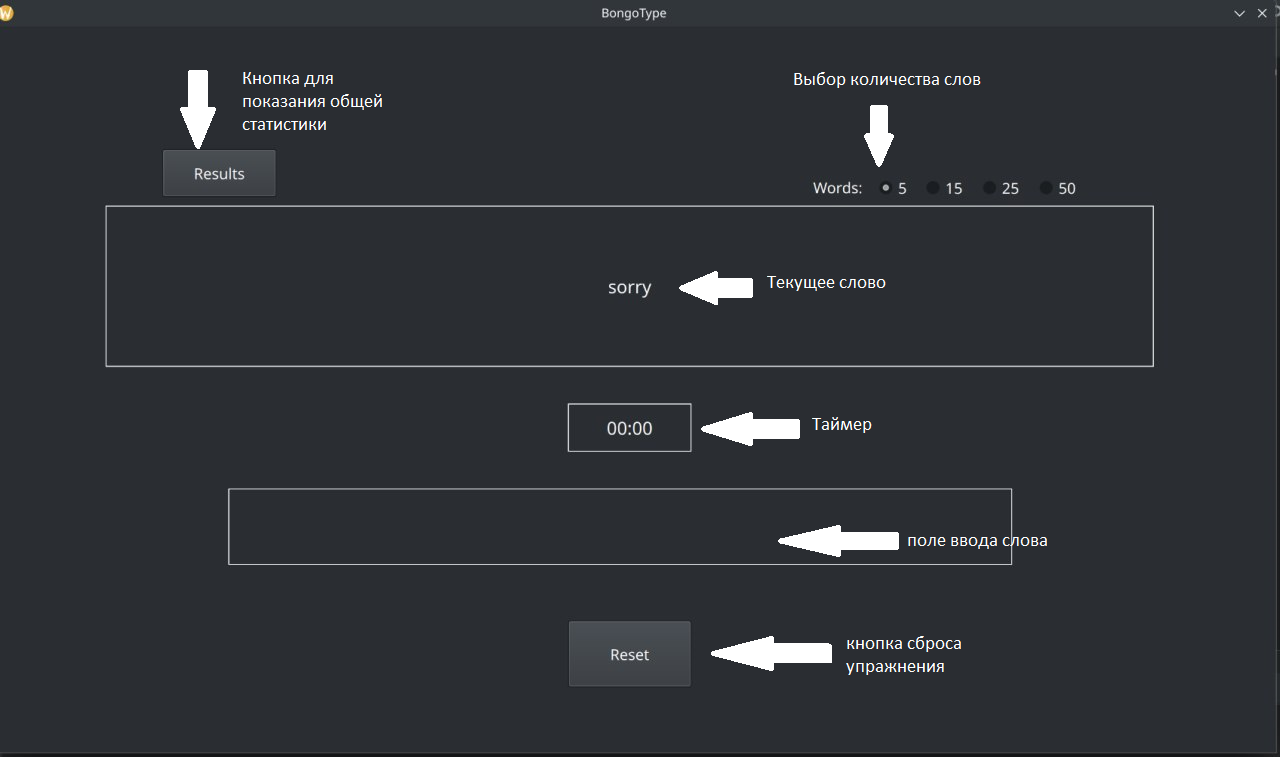 BongoType
Кнопка для
показания общей
статистики
Выбор количества слов
Results
Words: 5 15 25 50
sorry
Текущее слово
00:00
Таймер
поле ввода слова
Reset
кнопка сброса
упражнения